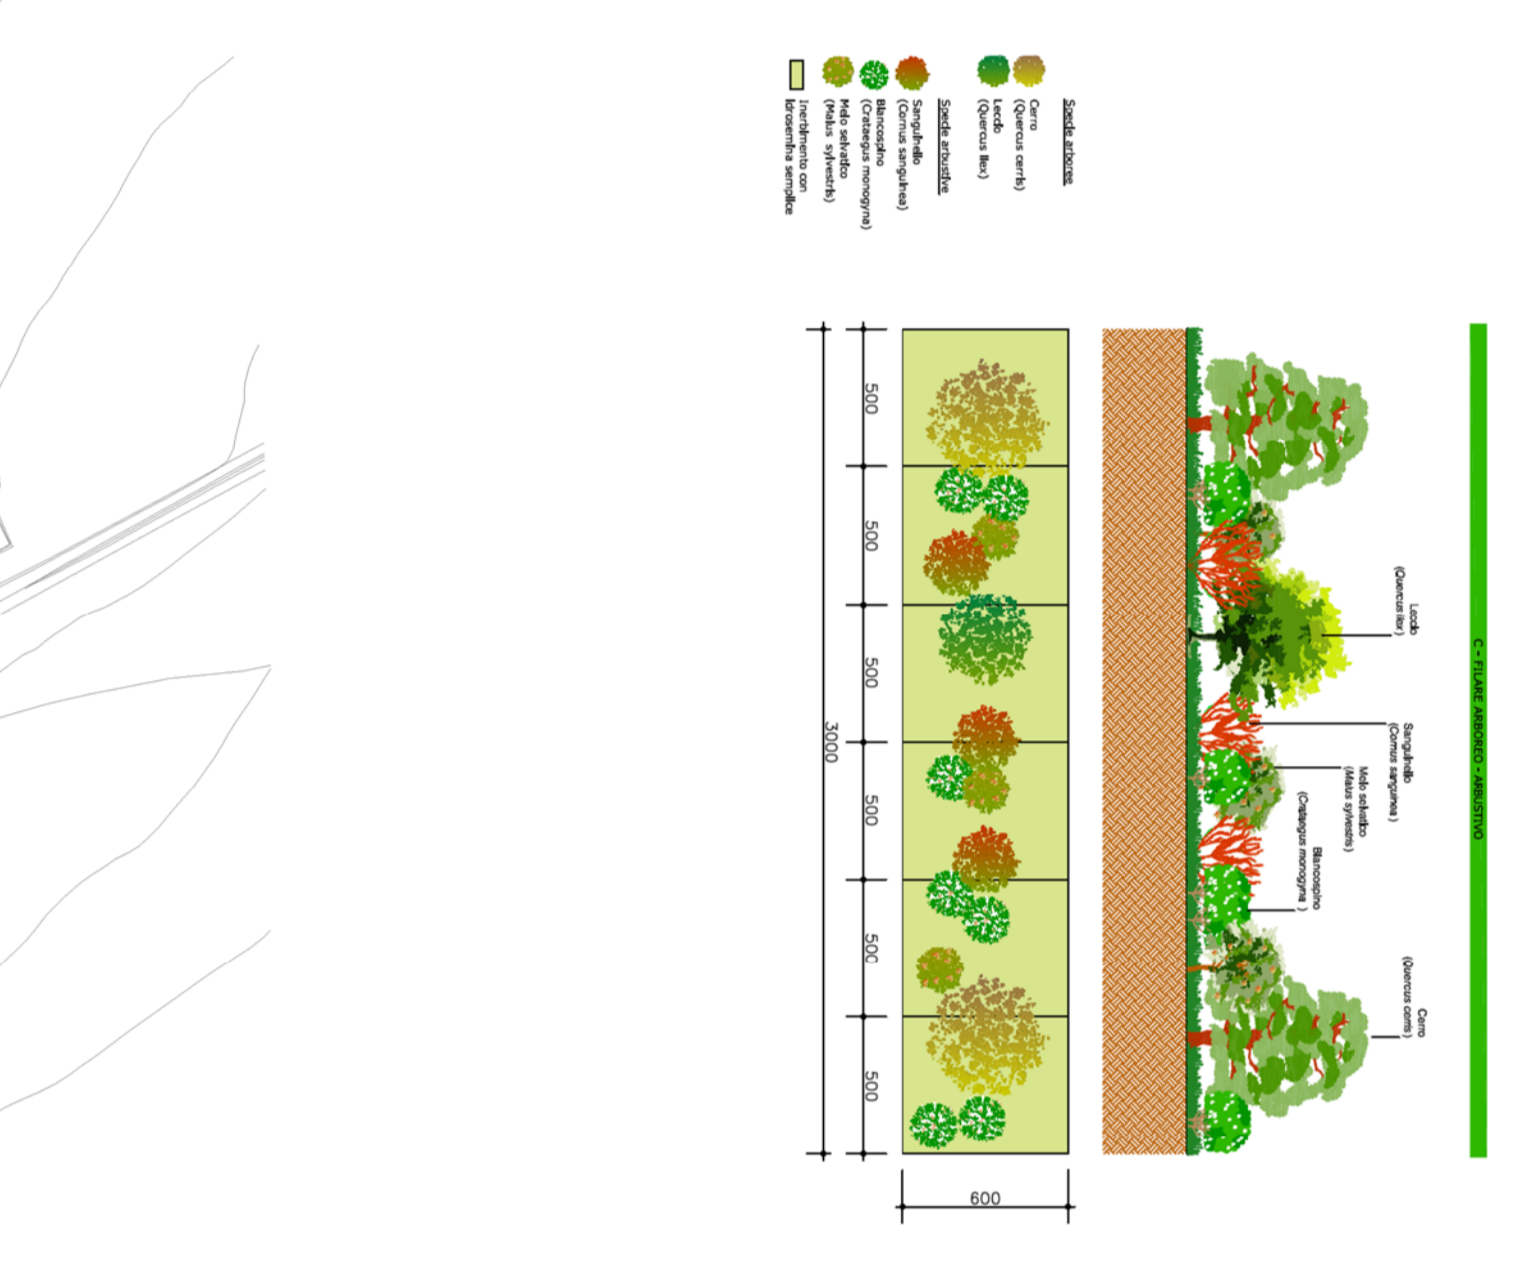 C - FILARE ARBOREO - ARBUSTIVO
Leccio
(Quercus ilex)
Sanguinello
(Cornus sanguinea)
Melo selvatico
(Malus sylvestris)
Biancospino
(Crataegus monogyna)
Cerro
(Quercus cerris)
Specie arboree
Cerro
(Quercus cerris)
Leccio
(Quercus ilex)
Specie arbustive
Sanguinello
(Cornus sanguinea)
Biancospino
(Crataegus monogyna)
Melo selvatico
(Malus sylvestris)
Inerbimento con
idrosemina semplice
500
500
500
500
500
500
3000
600